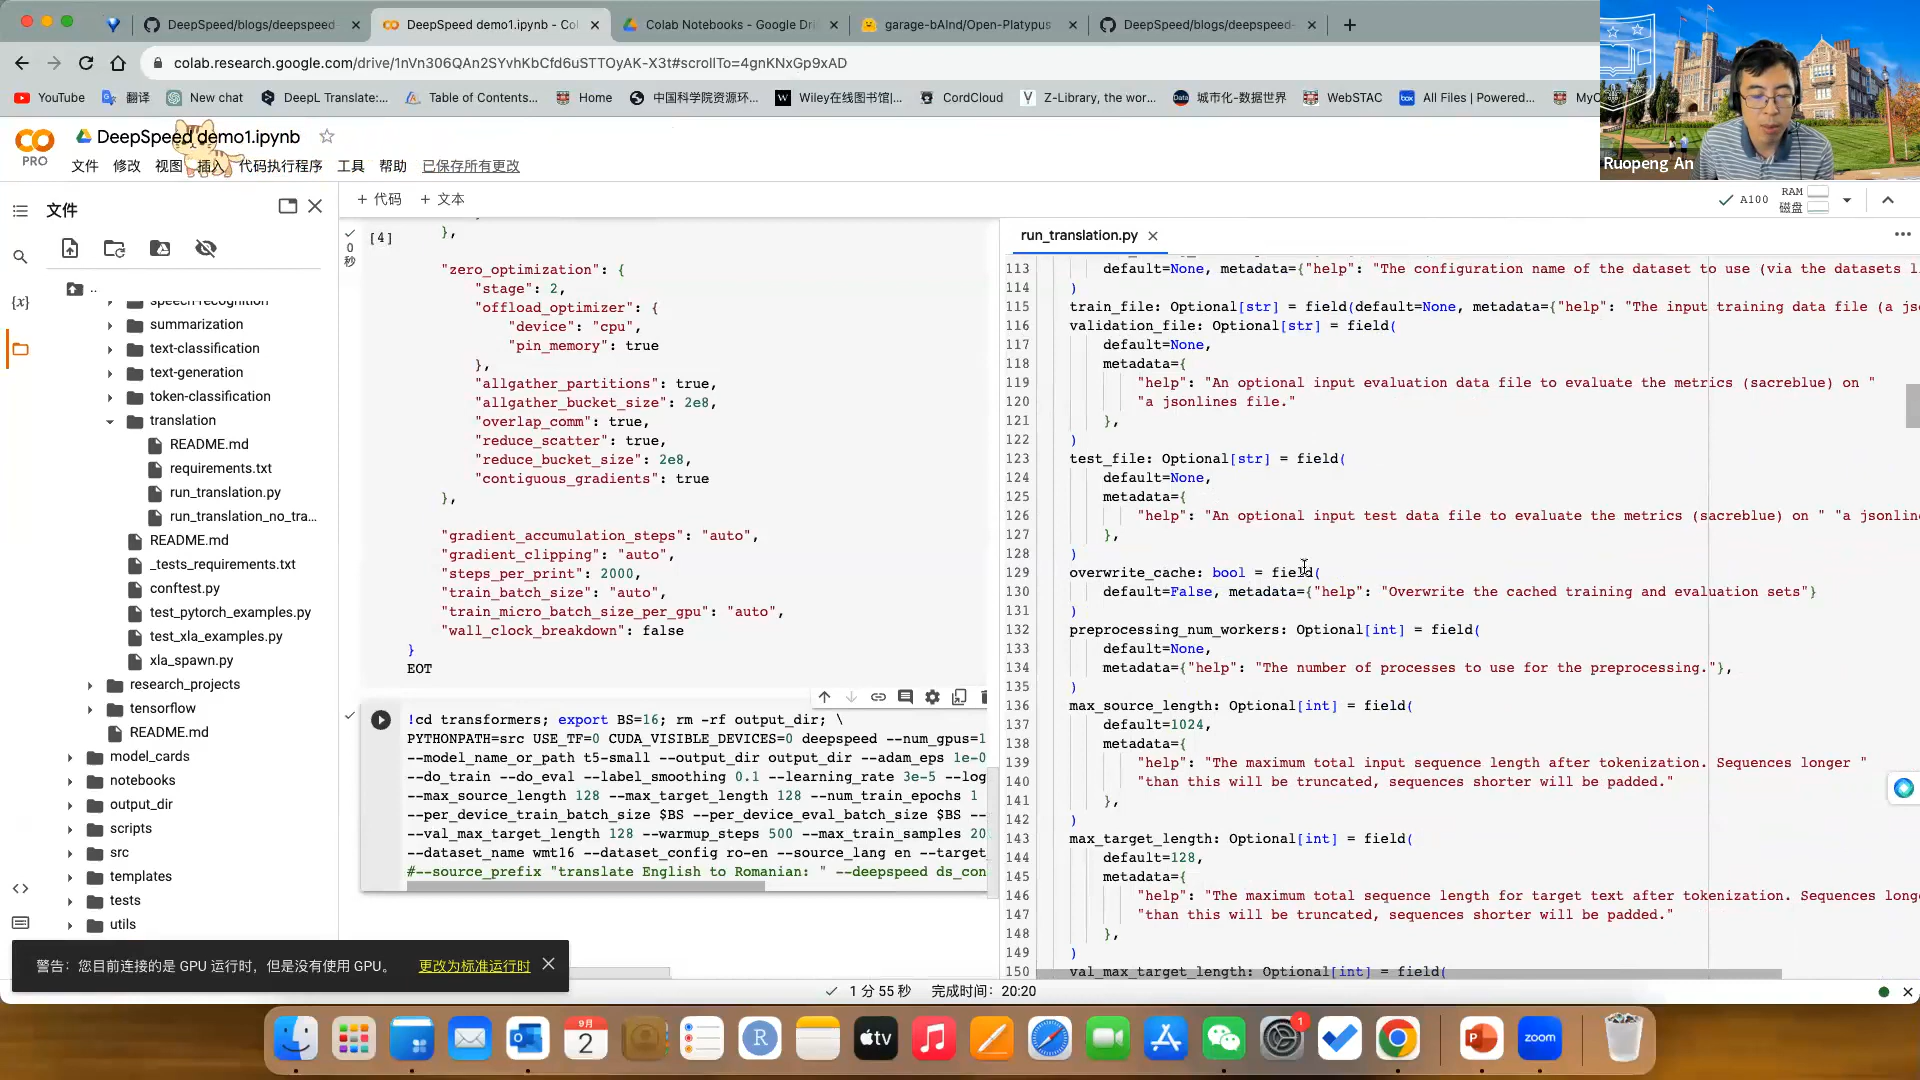 DeepSpeed/blogs/deepspeed-
DeepSpeed demo1.ipynb - Co
Colab Notebooks - Google Dri
garage-bAInd/Open-Platypus
DeepSpeed/blogs/deepspeed-
colab.research.google.com/drive/1nVn306QAn2SYvhKbCfd6uSTTOyAK-X3t#scrollTo=4gnKNxGp9xAD
YouTube
翻译
New chat
DeepL Translate:...
Table of Contents...
Home
中国科学院资源环...
Wiley在线图书馆|...
CordCloud
Z-Library, the wor...
城市化-数据世界
WebSTAC
All Files | Powered...
Ruopeng An
PRO
DeepSpeed demo1.ipynb
文件 修改 视图 插入 代码执行程序 工具 帮助 已保存所有更改
文件
+ 代码 + 文本
A100
RAM
磁盘
..
speech-recognition
summarization
text-classification
text-generation
token-classification
translation
README.md
requirements.txt
run_translation.py
run_translation_no_tra...
README.md
_tests_requirements.txt
conftest.py
test_pytorch_examples.py
test_xla_examples.py
xla_spawn.py
research_projects
tensorflow
README.md
model_cards
notebooks
output_dir
scripts
src
templates
tests
utils
警告: 您目前连接的是 GPU 运行时，但是没有使用 GPU。 更改为标准运行时
[4]
0
秒
},
"zero_optimization": {
"stage": 2,
"offload_optimizer": {
"device": "cpu",
"pin_memory": true
},
"allgather_partitions": true,
"allgather_bucket_size": 2e8,
"overlap_comm": true,
"reduce_scatter": true,
"reduce_bucket_size": 2e8,
"contiguous_gradients": true
},
"gradient_accumulation_steps": "auto",
"gradient_clipping": "auto",
"steps_per_print": 2000,
"train_batch_size": "auto",
"train_micro_batch_size_per_gpu": "auto",
"wall_clock_breakdown": false
}
EOT
!cd transformers; export BS=16; rm -rf output_dir; \
PYTHONPATH=src USE_TF=0 CUDA_VISIBLE_DEVICES=0 deepspeed --num_gpus=1
--model_name_or_path t5-small --output_dir output_dir --adam_eps 1e-0
--do_train --do_eval --label_smoothing 0.1 --learning_rate 3e-5 --log
--max_source_length 128 --max_target_length 128 --num_train_epochs 1
--per_device_train_batch_size $BS --per_device_eval_batch_size $BS --
--val_max_target_length 128 --warmup_steps 500 --max_train_samples 20
--dataset_name wmt16 --dataset_config ro-en --source_lang en --target_
#--source_prefix "translate English to Romanian: " --deepspeed ds_con
run_translation.py
113 default=None, metadata={"help": "The configuration name of the dataset to use (via the datasets l
114 )
115 train_file: Optional[str] = field(default=None, metadata={"help": "The input training data file (a js
116 validation_file: Optional[str] = field(
117 default=None,
118 metadata={
119 "help": "An optional input evaluation data file to evaluate the metrics (sacreblue) on "
120 "a jsonlines file."
121 },
122 )
123 test_file: Optional[str] = field(
124 default=None,
125 metadata={
126 "help": "An optional input test data file to evaluate the metrics (sacreblue) on " "a jsonlin
127 },
128 )
129 overwrite_cache: bool = field(
130 default=False, metadata={"help": "Overwrite the cached training and evaluation sets"}
131 )
132 preprocessing_num_workers: Optional[int] = field(
133 default=None,
134 metadata={"help": "The number of processes to use for the preprocessing."},
135 )
136 max_source_length: Optional[int] = field(
137 default=1024,
138 metadata={
139 "help": "The maximum total input sequence length after tokenization. Sequences longer "
140 "than this will be truncated, sequences shorter will be padded."
141 },
142 )
143 max_target_length: Optional[int] = field(
144 default=128,
145 metadata={
146 "help": "The maximum total sequence length for target text after tokenization. Sequences long
147 "than this will be truncated, sequences shorter will be padded."
148 },
149 )
150 val_max_target_length: Optional[int] = field(
1 分 55 秒 完成时间: 20:20
9月
2
tv
R
1
zoom